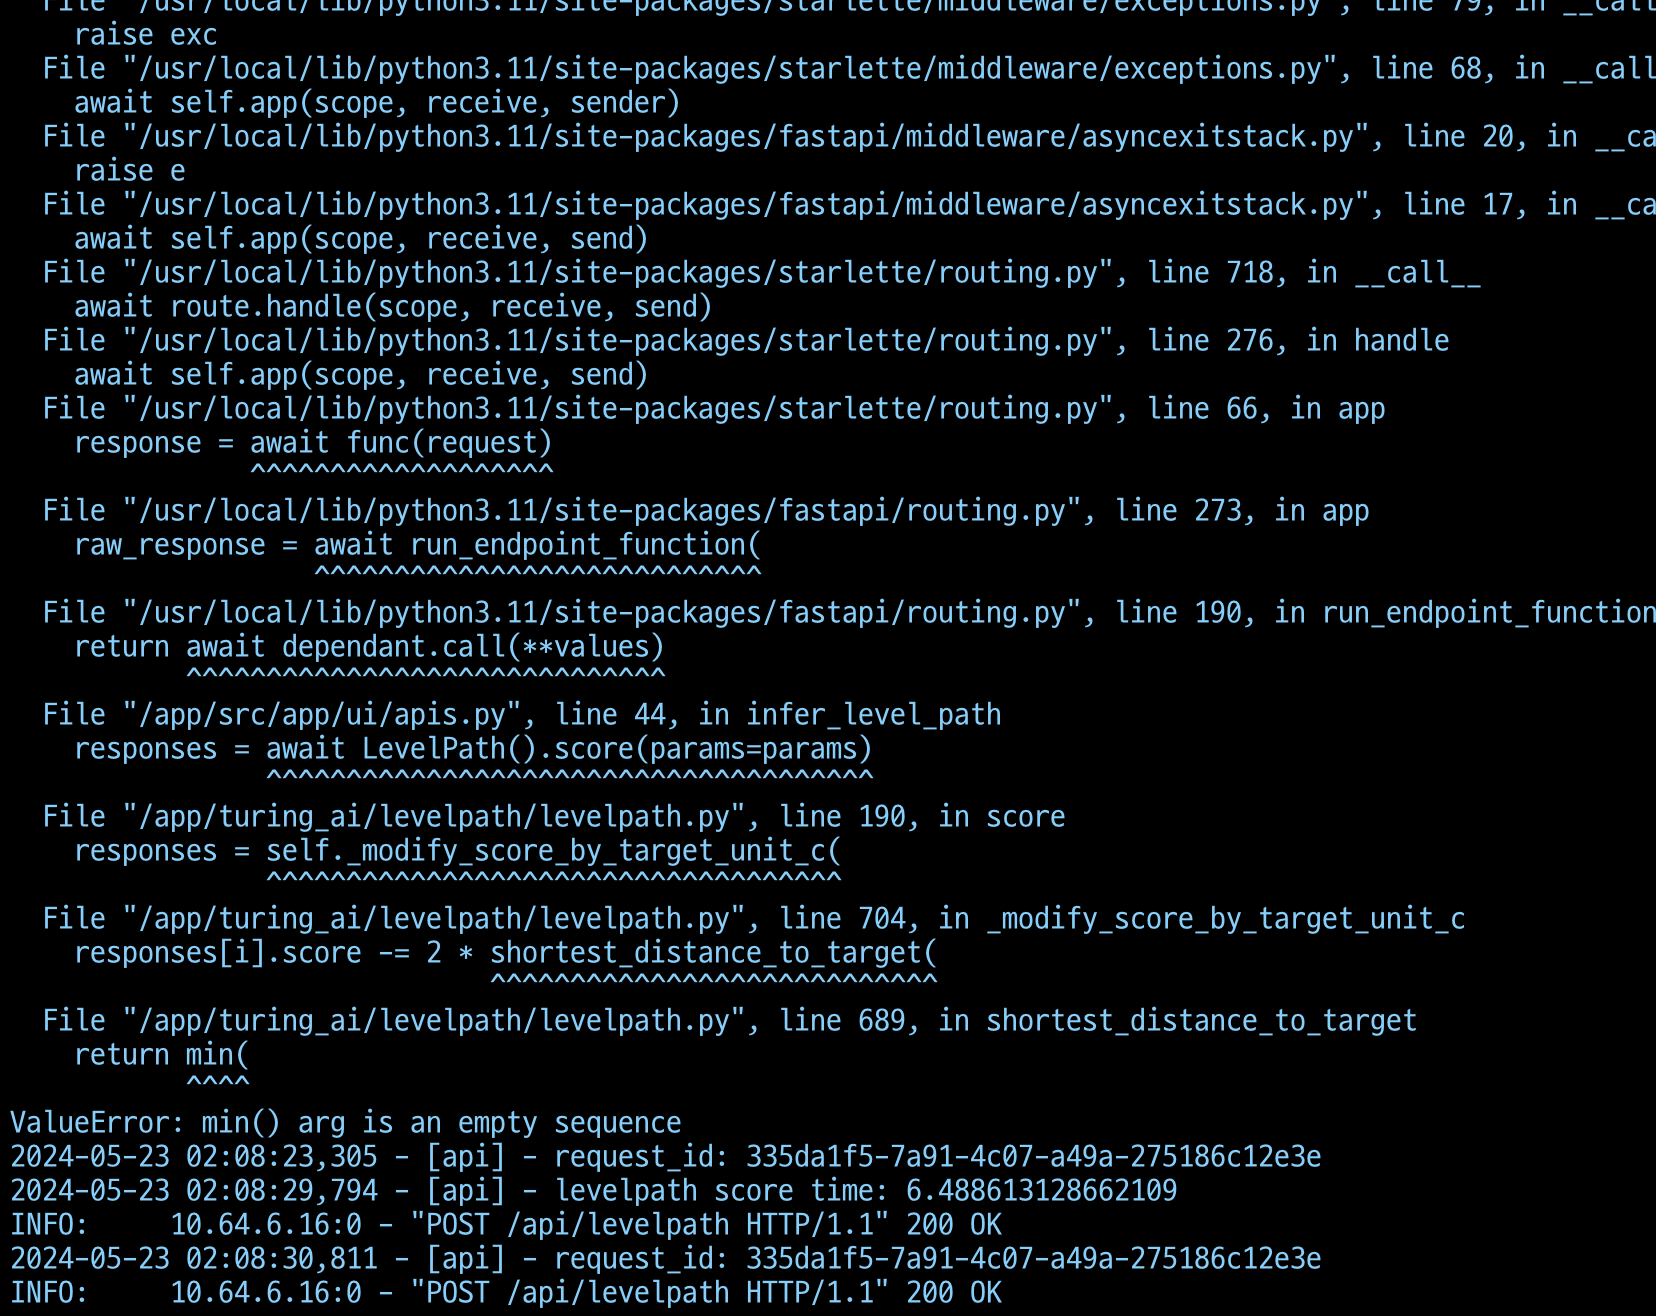 File "/usr/local/lib/python3.11/site-packages/starlette/middleware/exceptions.py", line 79, in __call
    raise exc
  File "/usr/local/lib/python3.11/site-packages/starlette/middleware/exceptions.py", line 68, in __call
    await self.app(scope, receive, sender)
  File "/usr/local/lib/python3.11/site-packages/fastapi/middleware/asyncexitstack.py", line 20, in __ca
    raise e
  File "/usr/local/lib/python3.11/site-packages/fastapi/middleware/asyncexitstack.py", line 17, in __ca
    await self.app(scope, receive, send)
  File "/usr/local/lib/python3.11/site-packages/starlette/routing.py", line 718, in __call__
    await route.handle(scope, receive, send)
  File "/usr/local/lib/python3.11/site-packages/starlette/routing.py", line 276, in handle
    await self.app(scope, receive, send)
  File "/usr/local/lib/python3.11/site-packages/starlette/routing.py", line 66, in app
    response = await func(request)
               ^^^^^^^^^^^^^^^^^^^
  File "/usr/local/lib/python3.11/site-packages/fastapi/routing.py", line 273, in app
    raw_response = await run_endpoint_function(
                   ^^^^^^^^^^^^^^^^^^^^^^^^^^^^
  File "/usr/local/lib/python3.11/site-packages/fastapi/routing.py", line 190, in run_endpoint_function
    return await dependant.call(**values)
           ^^^^^^^^^^^^^^^^^^^^^^^^^^^^^^
  File "/app/src/app/ui/apis.py", line 44, in infer_level_path
    responses = await LevelPath().score(params=params)
                ^^^^^^^^^^^^^^^^^^^^^^^^^^^^^^^^^^^^^^
  File "/app/turing_ai/levelpath/levelpath.py", line 190, in score
    responses = self._modify_score_by_target_unit_c(
                ^^^^^^^^^^^^^^^^^^^^^^^^^^^^^^^^^^^^
  File "/app/turing_ai/levelpath/levelpath.py", line 704, in _modify_score_by_target_unit_c
    responses[i].score -= 2 * shortest_distance_to_target(
                              ^^^^^^^^^^^^^^^^^^^^^^^^^^^^
  File "/app/turing_ai/levelpath/levelpath.py", line 689, in shortest_distance_to_target
    return min(
           ^^^^
ValueError: min() arg is an empty sequence
2024-05-23 02:08:23,305 - [api] - request_id: 335da1f5-7a91-4c07-a49a-275186c12e3e
2024-05-23 02:08:29,794 - [api] - levelpath score time: 6.488613128662109
INFO:     10.64.6.16:0 - "POST /api/levelpath HTTP/1.1" 200 OK
2024-05-23 02:08:30,811 - [api] - request_id: 335da1f5-7a91-4c07-a49a-275186c12e3e
INFO:     10.64.6.16:0 - "POST /api/levelpath HTTP/1.1" 200 OK